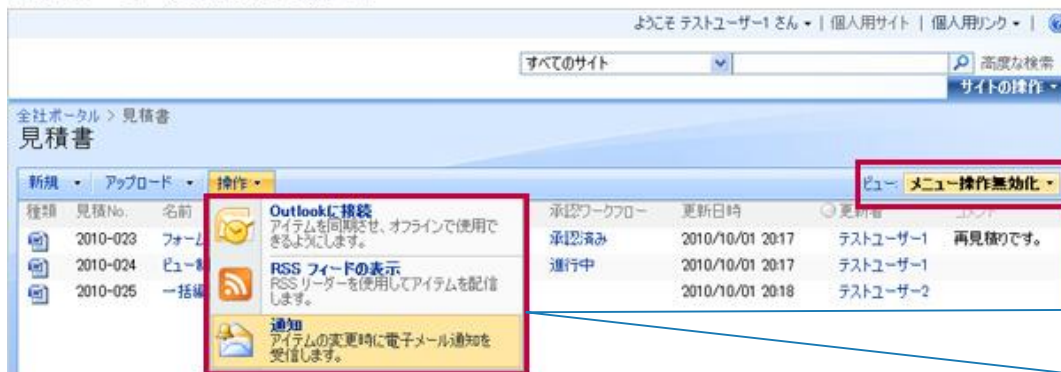 ようこそ テストユーザー1 さん ▾ | 個人用サイト | 個人用リンク ▾ |
すべてのサイト
高度な検索
サイトの操作 ▾
全社ポータル > 見積書
見積書
新規 ▾ アップロード ▾ 操作 ▾ ビュー: メニュー操作無効化 ▾
種類 見積No. 名前 承認ワークフロー 更新日時 更新者 コメント
2010-023 フォーム 承認済み 2010/10/01 20:17 テストユーザー1 再見積りです。
2010-024 ビュー 進行中 2010/10/01 20:17 テストユーザー1
2010-025 一括編 2010/10/01 20:18 テストユーザー2
Outlookに接続
アイテムを同期させ、オフラインで使用で
きるようにします。
RSS フィードの表示
RSS リーダーを使用してアイテムを配信
します。
通知
アイテムの変更時に電子メール通知を
受信します。